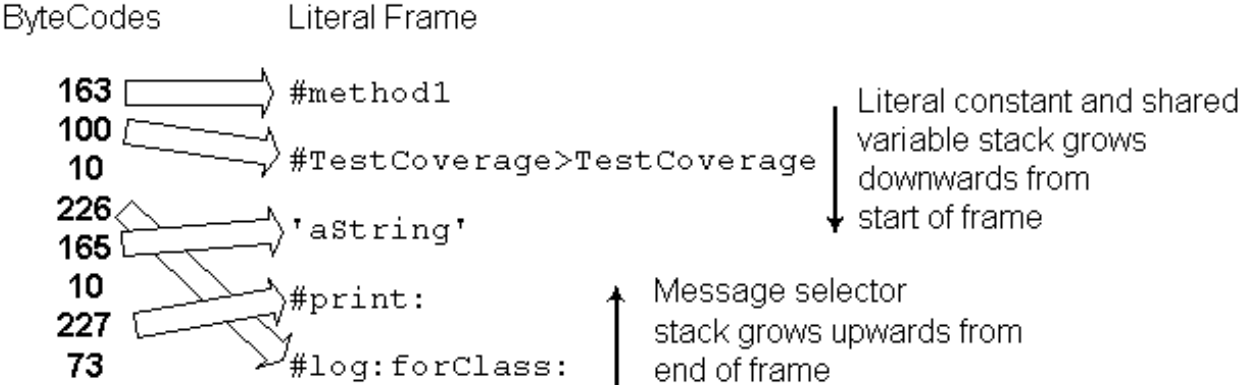 ByteCodes Literal Frame
163 #method1
100 #TestCoverage>TestCoverage
10
226
165 'aString'
10 #print:
227
73 #log:forClass:
Literal constant and shared
variable stack grows
downwards from
start of frame
Message selector
stack grows upwards from
end of frame